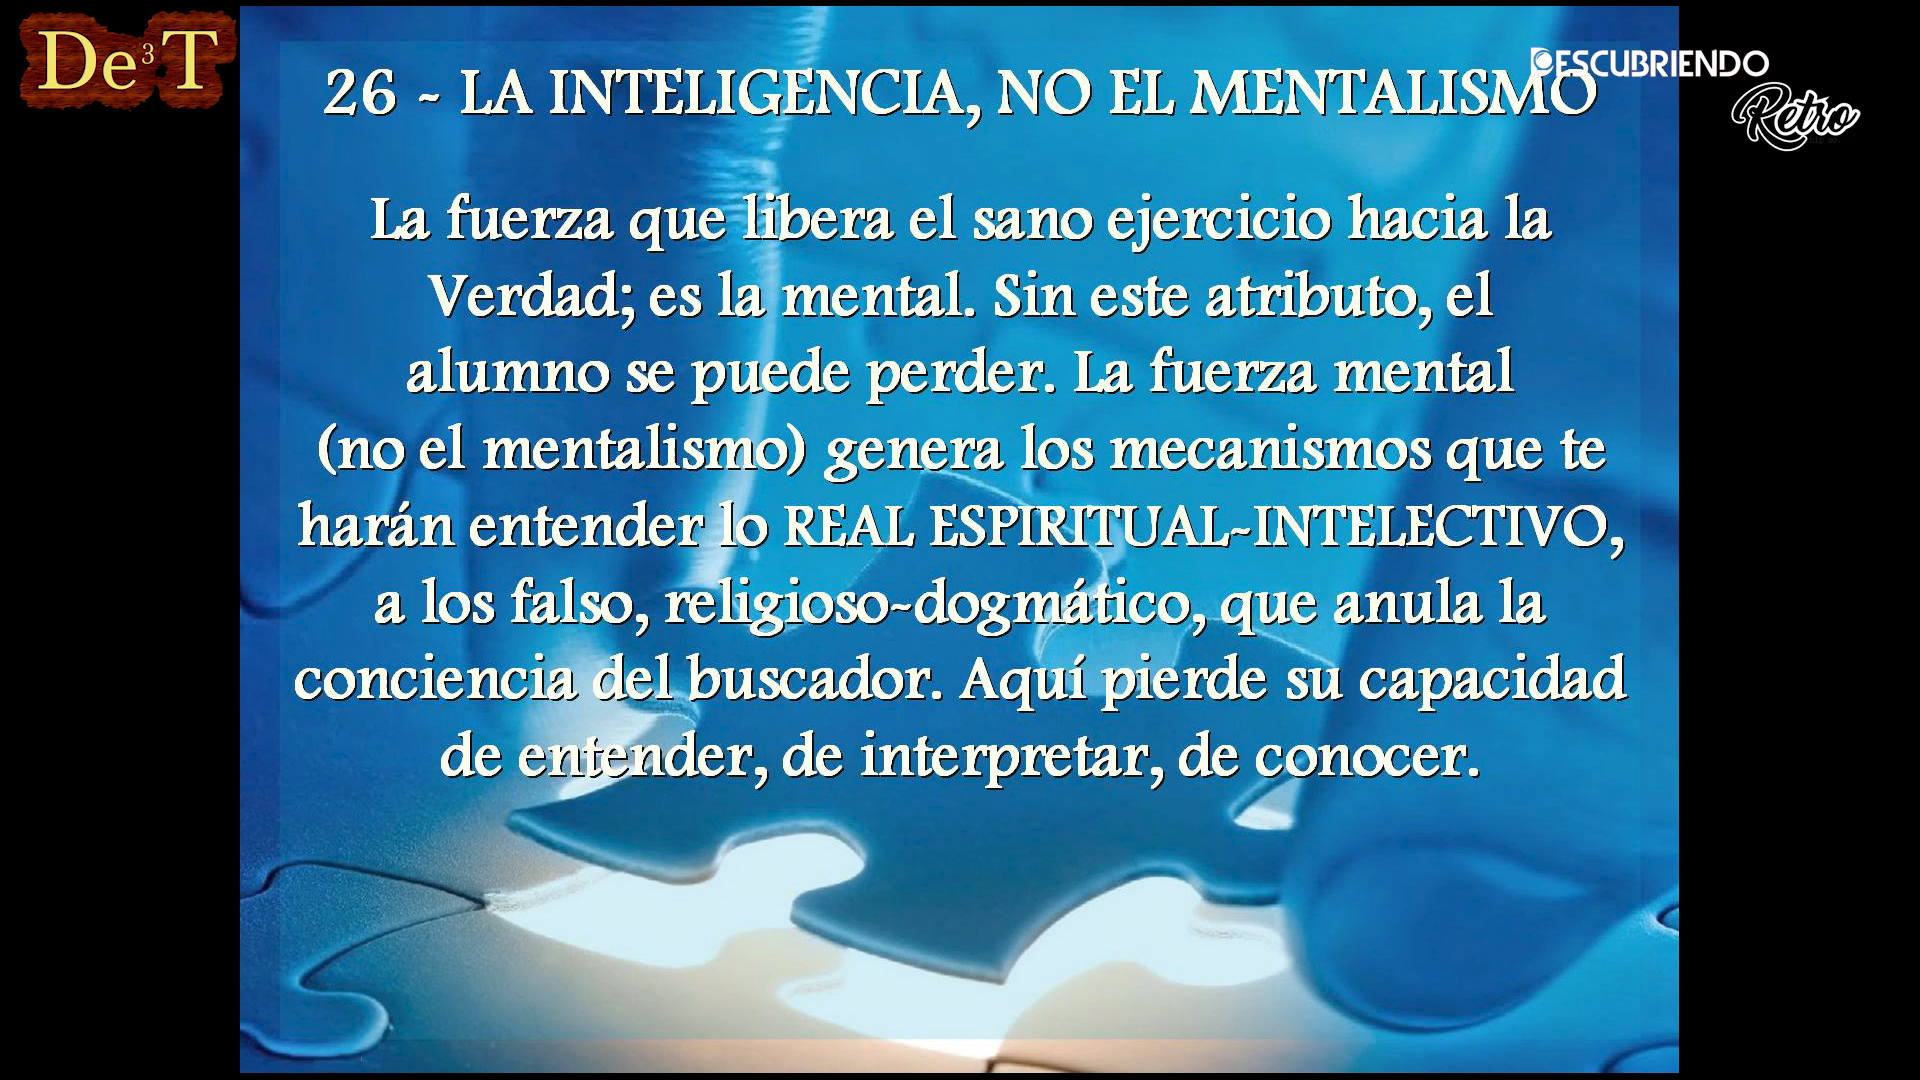 De³T
DESCUBRIENDO
Retro
26 - LA INTELIGENCIA, NO EL MENTALISMO
La fuerza que libera el sano ejercicio hacia la
Verdad; es la mental. Sin este atributo, el
alumno se puede perder. La fuerza mental
(no el mentalismo) genera los mecanismos que te
harán entender lo REAL ESPIRITUAL-INTELECTIVO,
a los falso, religioso-dogmático, que anula la
conciencia del buscador. Aquí pierde su capacidad
de entender, de interpretar, de conocer.